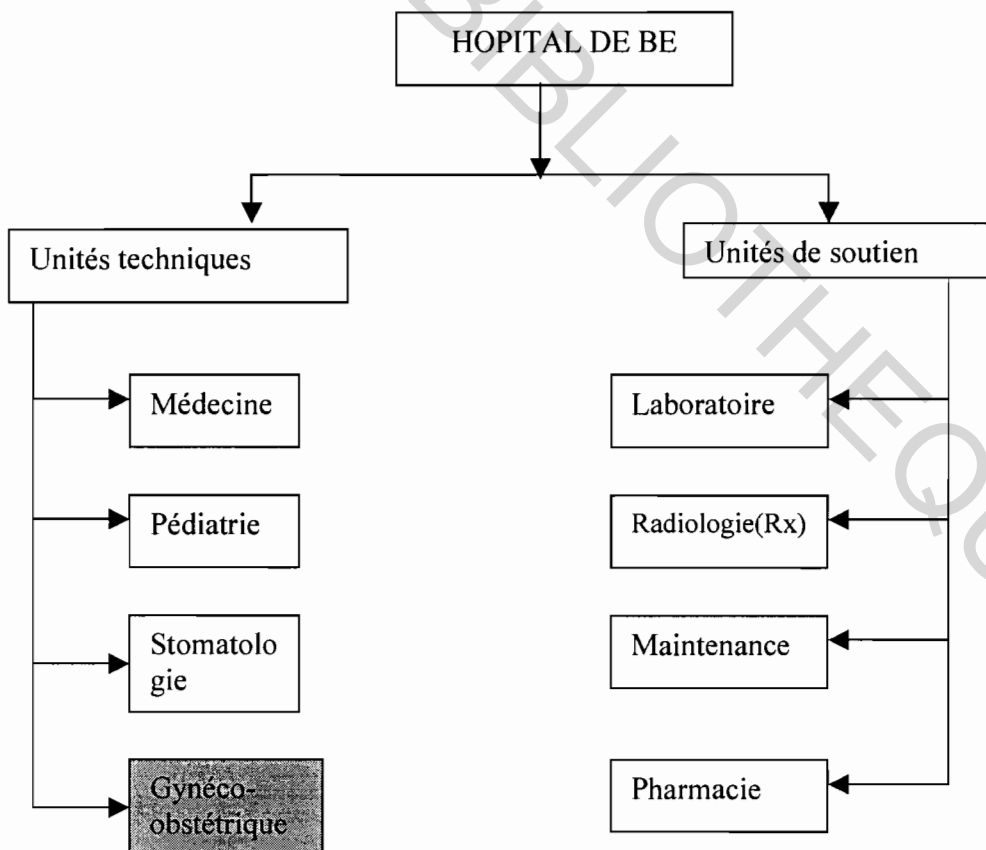 HOPITAL DE BE
Unités techniques
Médecine
Pédiatrie
Stomatolo
gie
Gynéco-
obstétrique
Unités de soutien
Laboratoire
Radiologie(Rx)
Maintenance
Pharmacie
BIBLIOTHEQU